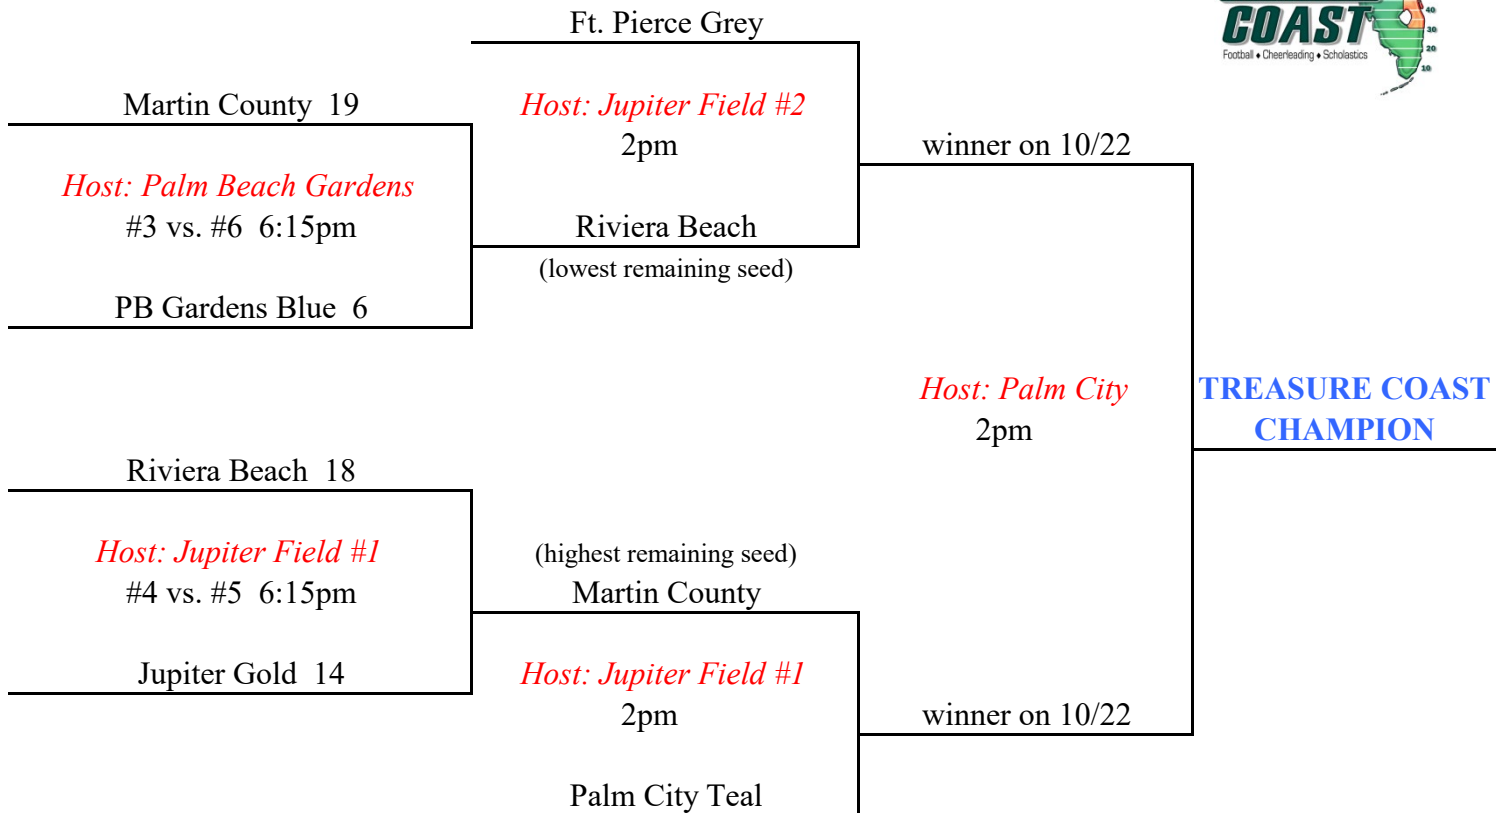 Ft. Pierce Grey
COAST
Football ♦ Cheerleading ♦ Scholastics
40
30
20
10
Martin County 19
Host: Jupiter Field #2
2pm
winner on 10/22
Host: Palm Beach Gardens
#3 vs. #6 6:15pm
Riviera Beach
(lowest remaining seed)
PB Gardens Blue 6
Host: Palm City
2pm
TREASURE COAST
CHAMPION
Riviera Beach 18
Host: Jupiter Field #1
#4 vs. #5 6:15pm
(highest remaining seed)
Martin County
Jupiter Gold 14
Host: Jupiter Field #1
2pm
winner on 10/22
Palm City Teal